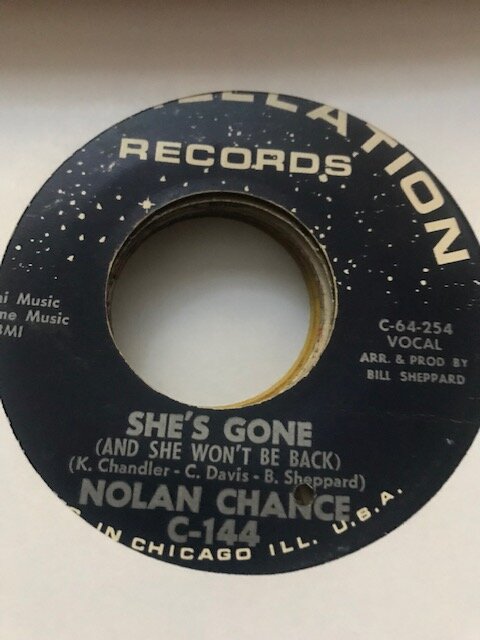 RECORDS
Music
Music
BMI
C-64-254
VOCAL
ARR. & PROD BY
BILL SHEPPARD
SHE'S GONE
(AND SHE WON'T BE BACK)
(K. Chandler - C. Davis - B. Sheppard)
NOLAN CHANCE
C-144
IN CHICAGO ILL. U.S.A.